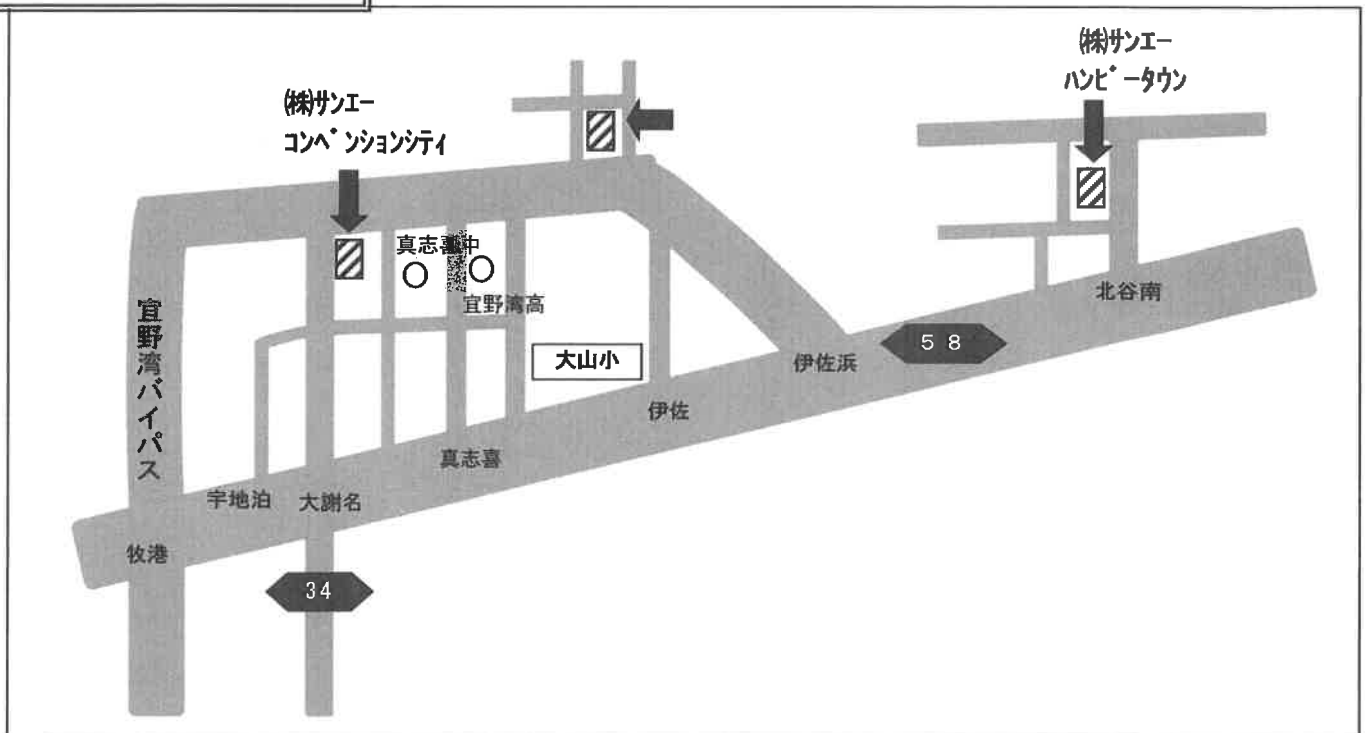 ㈱サンエー
コンベンションシティ
㈱サンエー
ハンビータウン
真志喜中
宜野湾高
大山小
宜野湾バイパス
北谷南
58
伊佐浜
伊佐
真志喜
大謝名
宇地泊
牧港
34